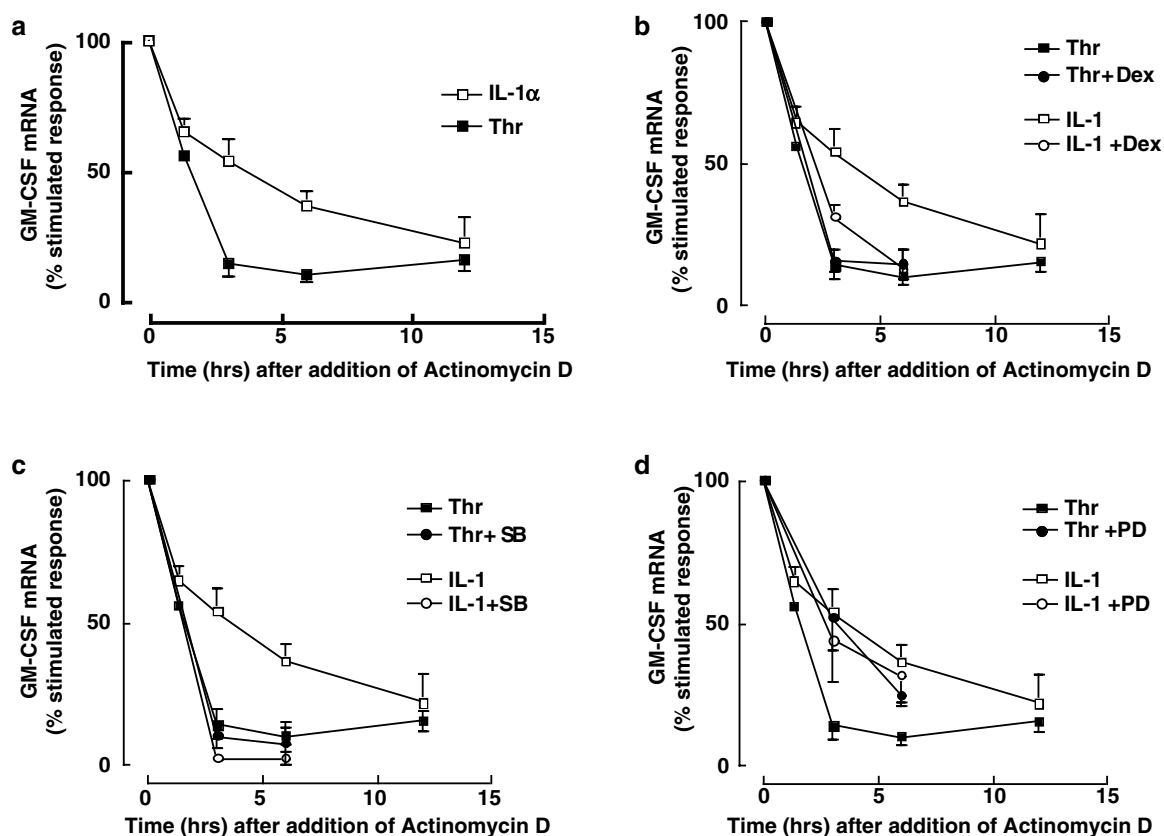 a
100
50
0
GM-CSF mRNA
(% stimulated response)
IL-1α
Thr
0 5 10 15
Time (hrs) after addition of Actinomycin D
b
100
50
0
GM-CSF mRNA
(% stimulated response)
Thr
Thr+Dex
IL-1
IL-1 +Dex
0 5 10 15
Time (hrs) after addition of Actinomycin D
c
100
50
0
GM-CSF mRNA
(% stimulated response)
Thr
Thr+ SB
IL-1
IL-1+SB
0 5 10 15
Time (hrs) after addition of Actinomycin D
d
100
50
0
GM-CSF mRNA
(% stimulated response)
Thr
Thr +PD
IL-1
IL-1 +PD
0 5 10 15
Time (hrs) after addition of Actinomycin D